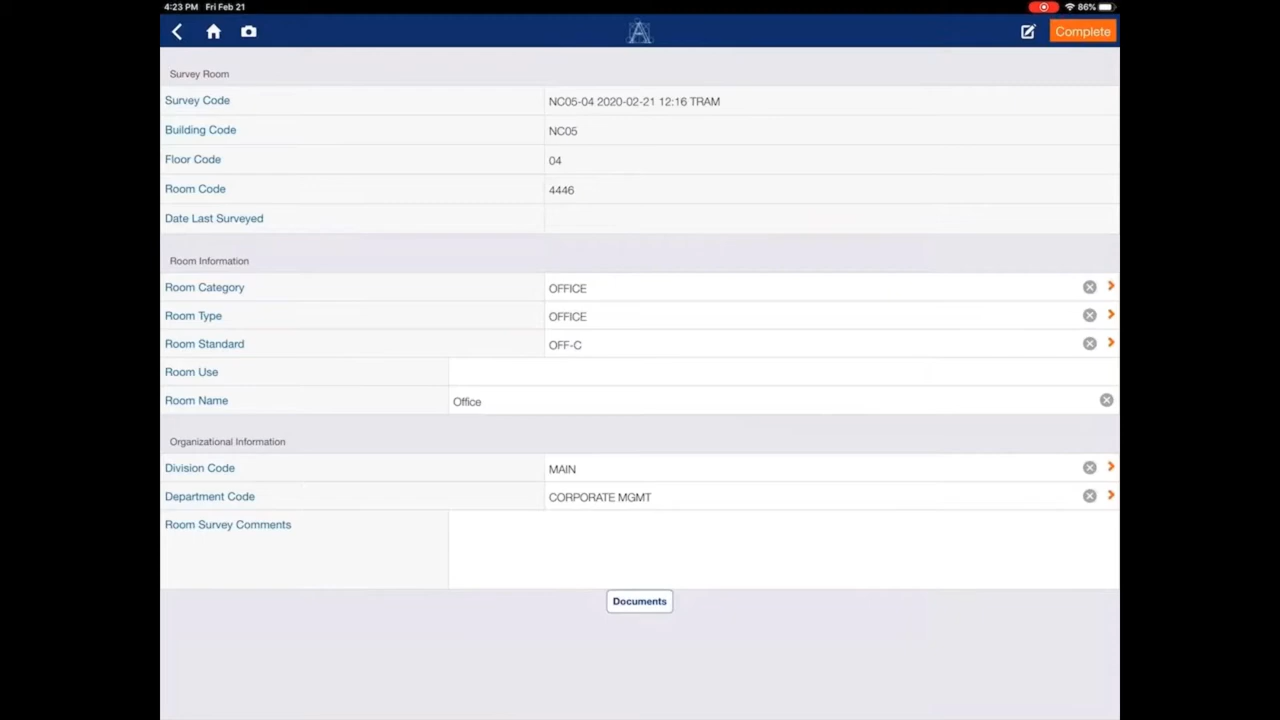 4:23 PM Fri Feb 21 86%
Complete
Survey Room
Survey Code NC05-04 2020-02-21 12:16 TRAM
Building Code NC05
Floor Code 04
Room Code 4446
Date Last Surveyed
Room Information
Room Category OFFICE
Room Type OFFICE
Room Standard OFF-C
Room Use
Room Name Office
Organizational Information
Division Code MAIN
Department Code CORPORATE MGMT
Room Survey Comments
Documents